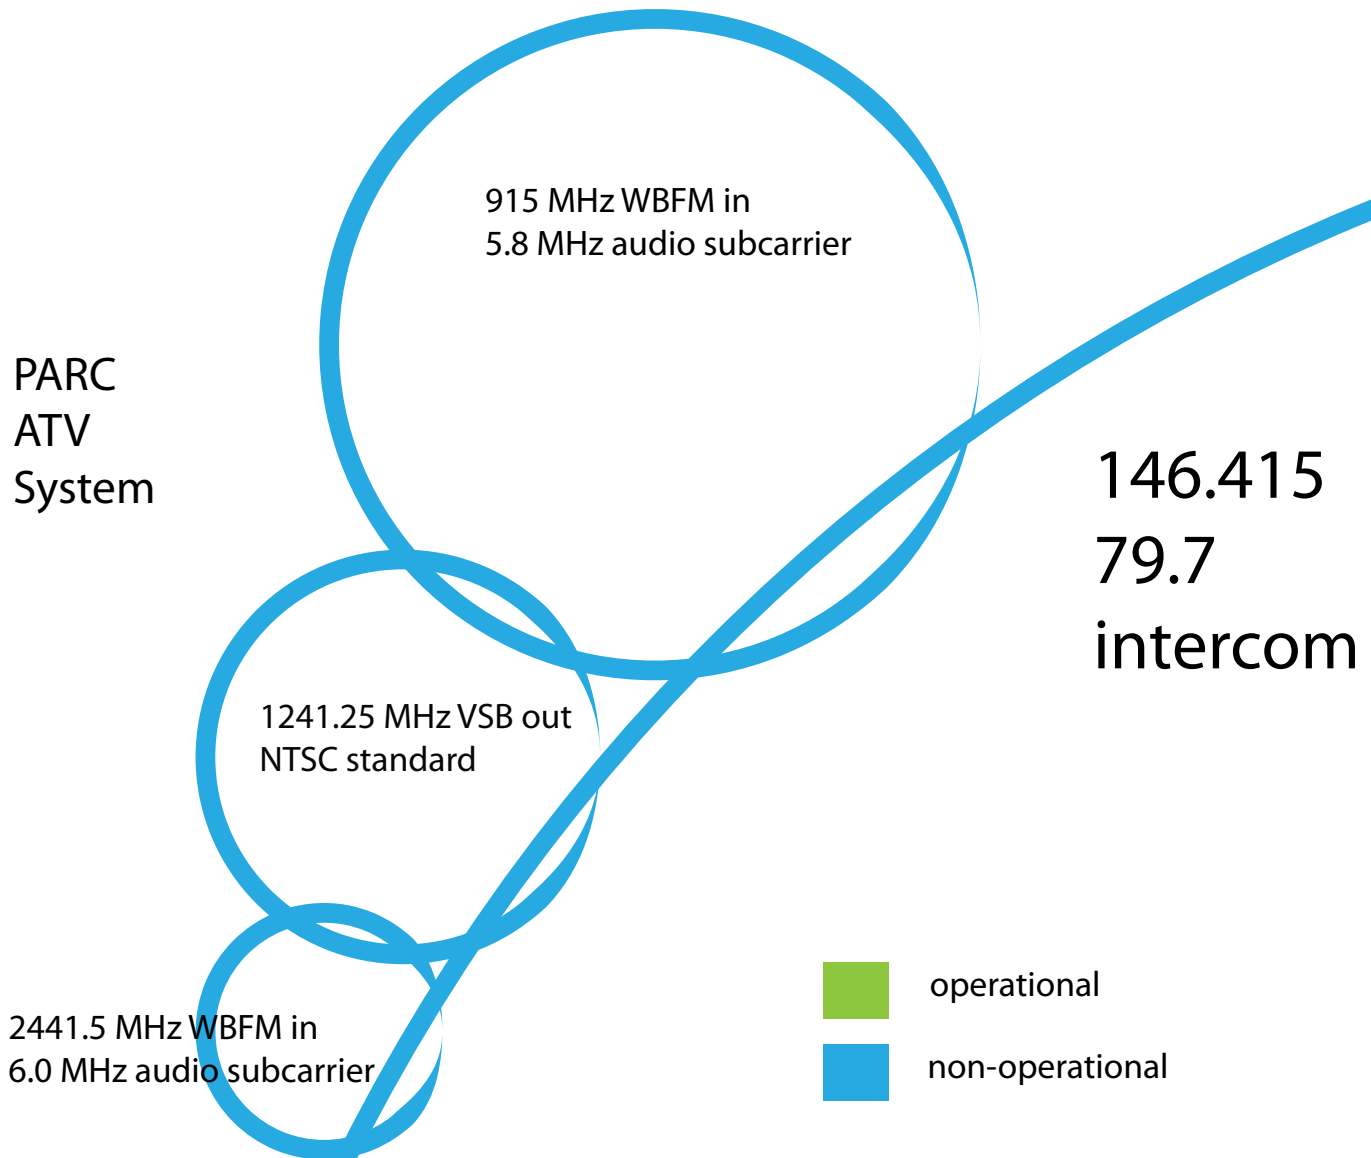 915 MHz WBFM in
5.8 MHz audio subcarrier
PARC
ATV
System
146.415
79.7
intercom
1241.25 MHz VSB out
NTSC standard
2441.5 MHz WBFM in
6.0 MHz audio subcarrier
operational
non-operational